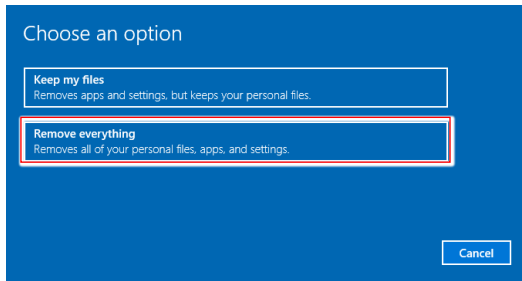 Choose an option
Keep my files
Removes apps and settings, but keeps your personal files.
Remove everything
Removes all of your personal files, apps, and settings.
Cancel